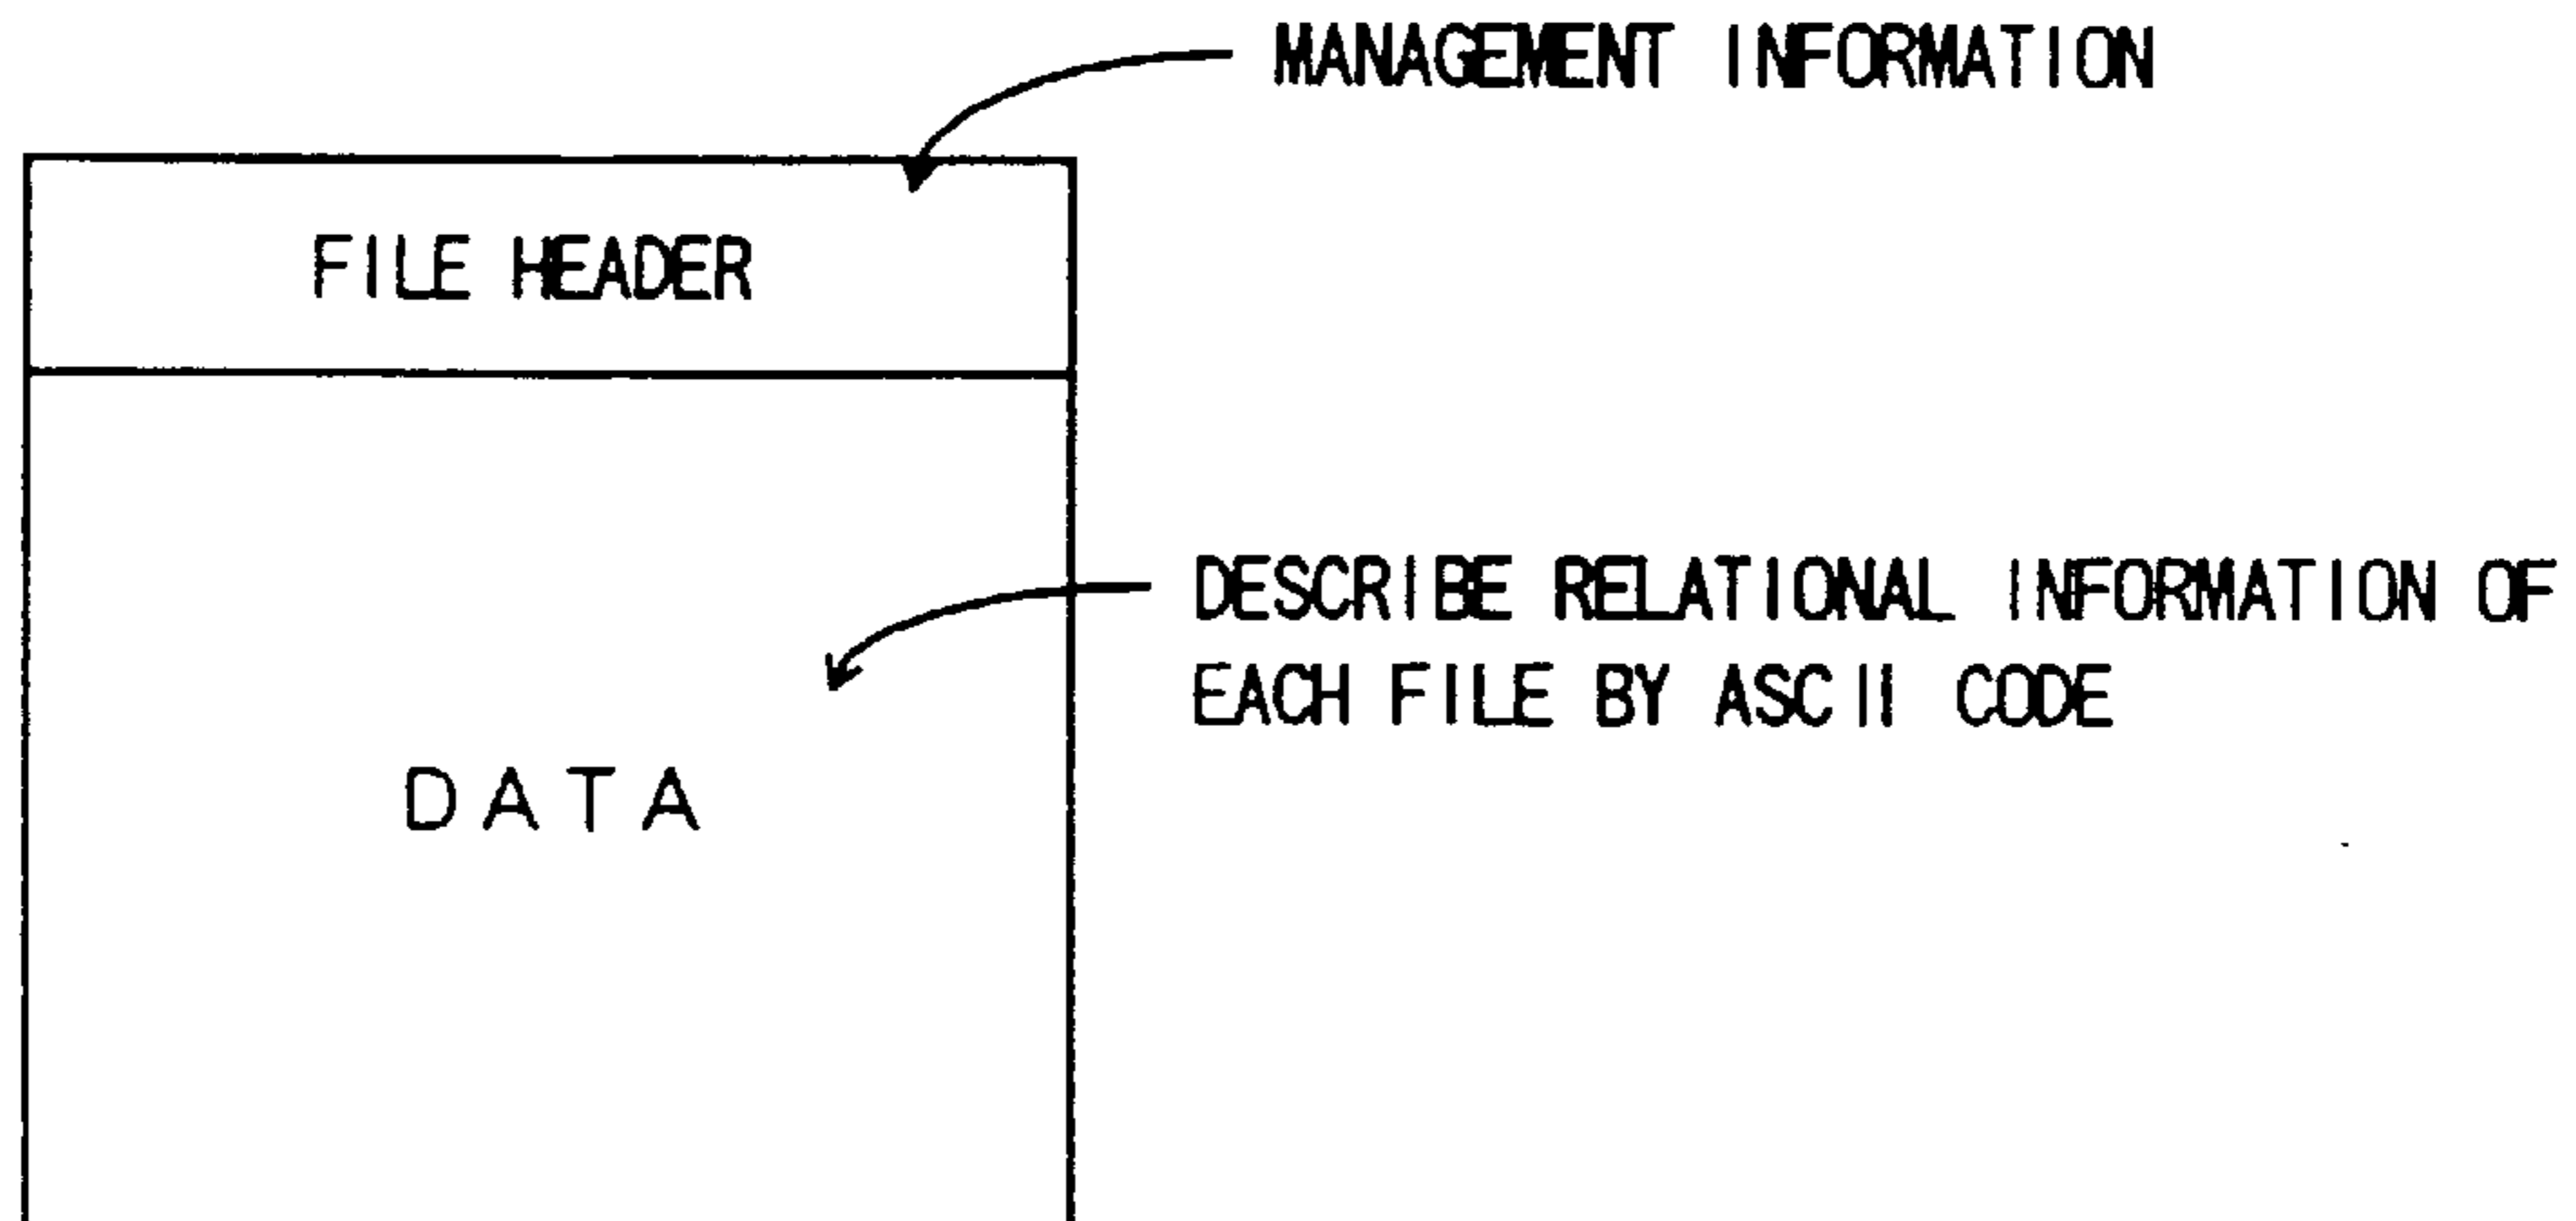 MANAGEMENT INFORMATION
FILE HEADER
DESCRIBE RELATIONAL INFORMATION OF
EACH FILE BY ASCII CODE
DATA